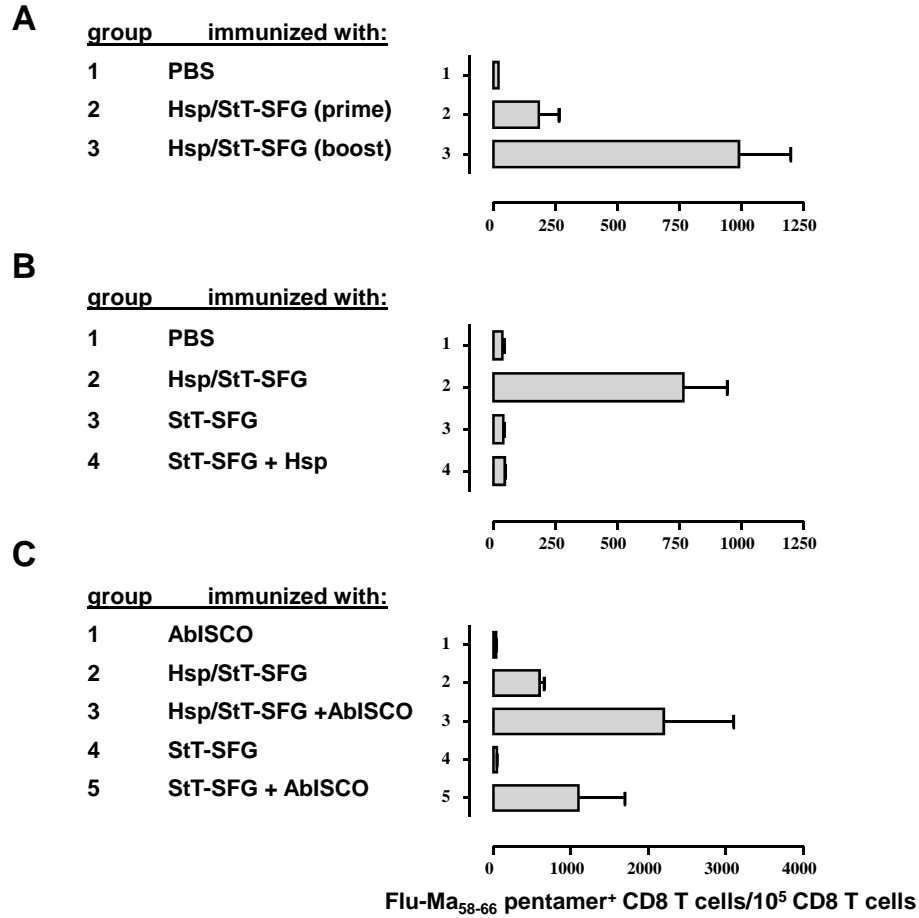 A
group immunized with:
1 PBS
2 Hsp/StT-SFG (prime)
3 Hsp/StT-SFG (boost)
1
2
3
0 250 500 750 1000 1250
B
group immunized with:
1 PBS
2 Hsp/StT-SFG
3 StT-SFG
4 StT-SFG + Hsp
1
2
3
4
0 250 500 750 1000 1250
C
group immunized with:
1 AbISCO
2 Hsp/StT-SFG
3 Hsp/StT-SFG +AbISCO
4 StT-SFG
5 StT-SFG + AbISCO
1
2
3
4
5
0 1000 2000 3000 4000
Flu-Ma58-66 pentamer+ CD8 T cells/10⁵ CD8 T cells